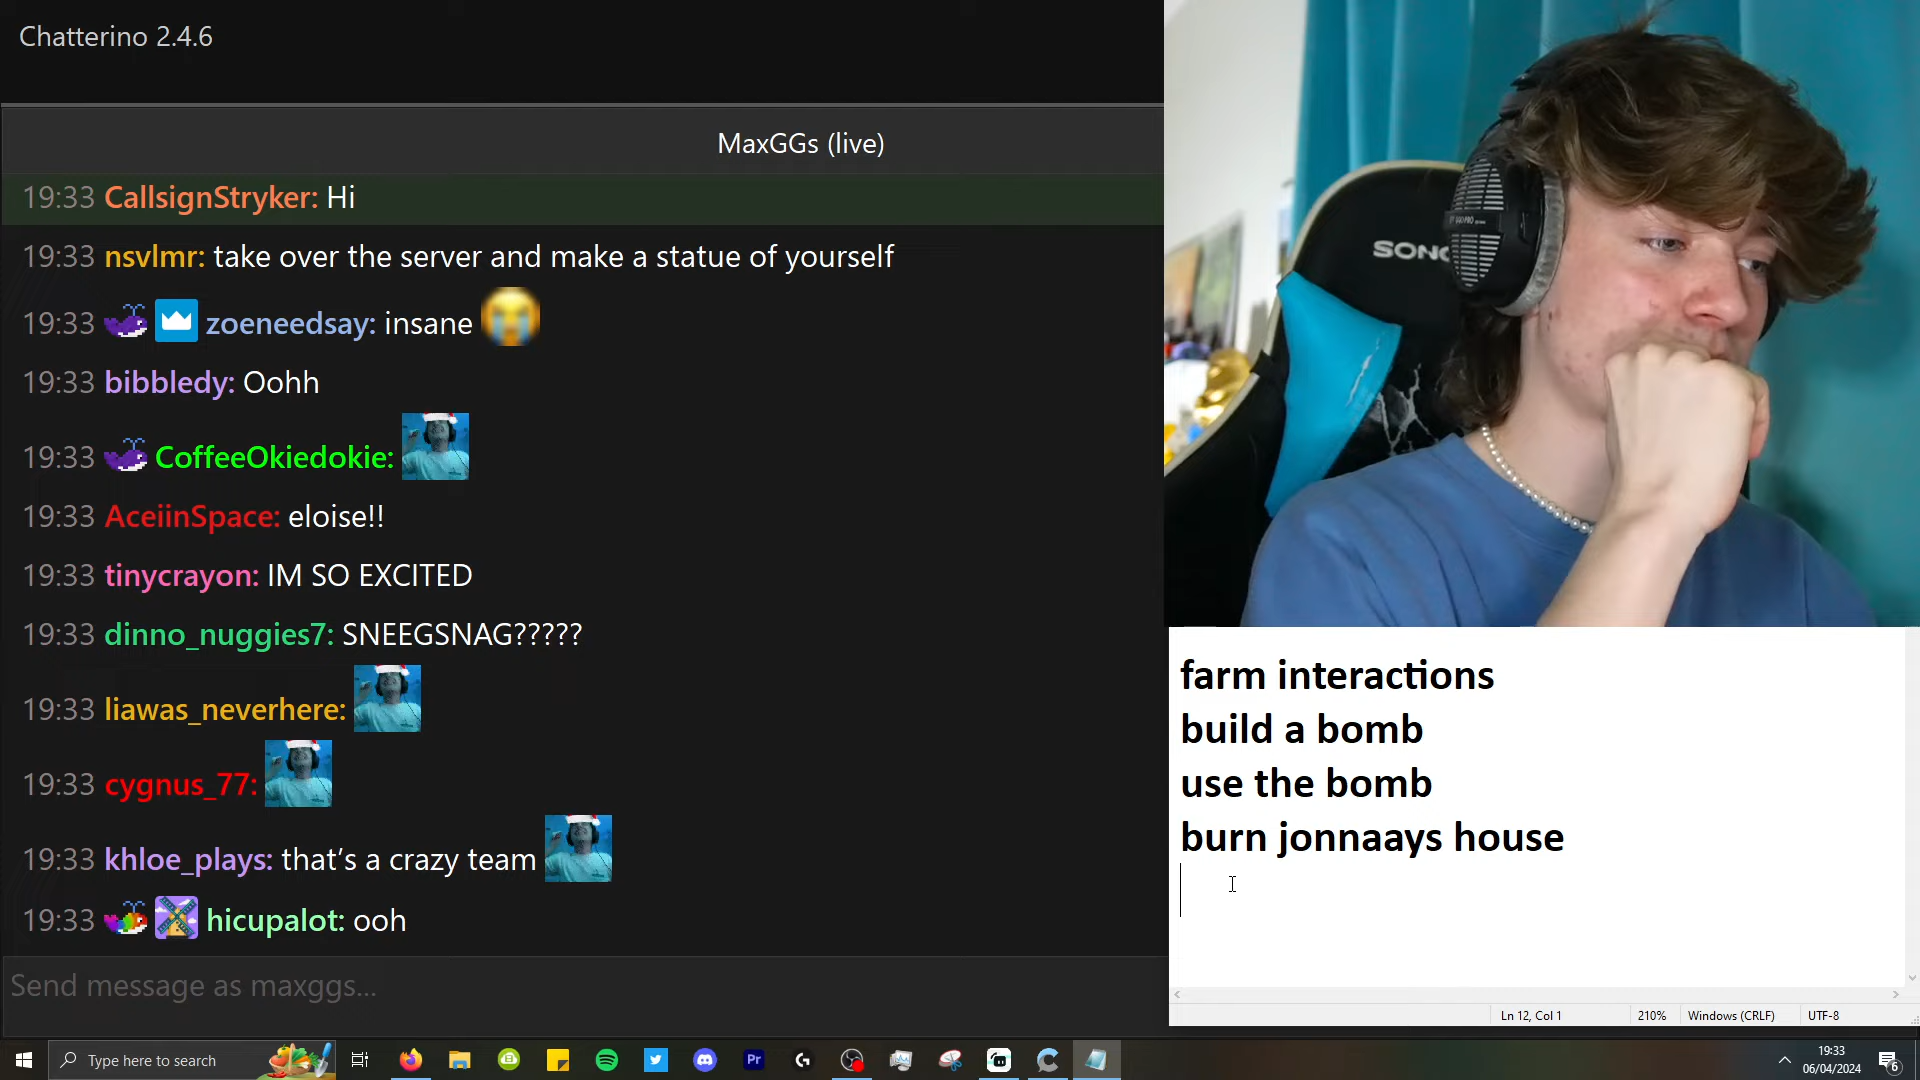 Chatterino 2.4.6
MaxGGs (live)
19:33 CallsignStryker: Hi
19:33 nsvlmr: take over the server and make a statue of yourself
19:33 zoeneedsay: insane
19:33 bibbledy: Oohh
19:33 CoffeeOkiedokie:
19:33 AceiinSpace: eloise!!
19:33 tinycrayon: IM SO EXCITED
19:33 dinno_nuggies7: SNEEGSNAG?????
19:33 liawas_neverhere:
19:33 cygnus_77:
19:33 khloe_plays: that’s a crazy team
19:33 hicupalot: ooh
Send message as maxggs...
SONO
farm interactions
build a bomb
use the bomb
burn jonnaays house
Ln 12, Col 1
210%
Windows (CRLF)
UTF-8
Type here to search
Pr
19:33
06/04/2024
6